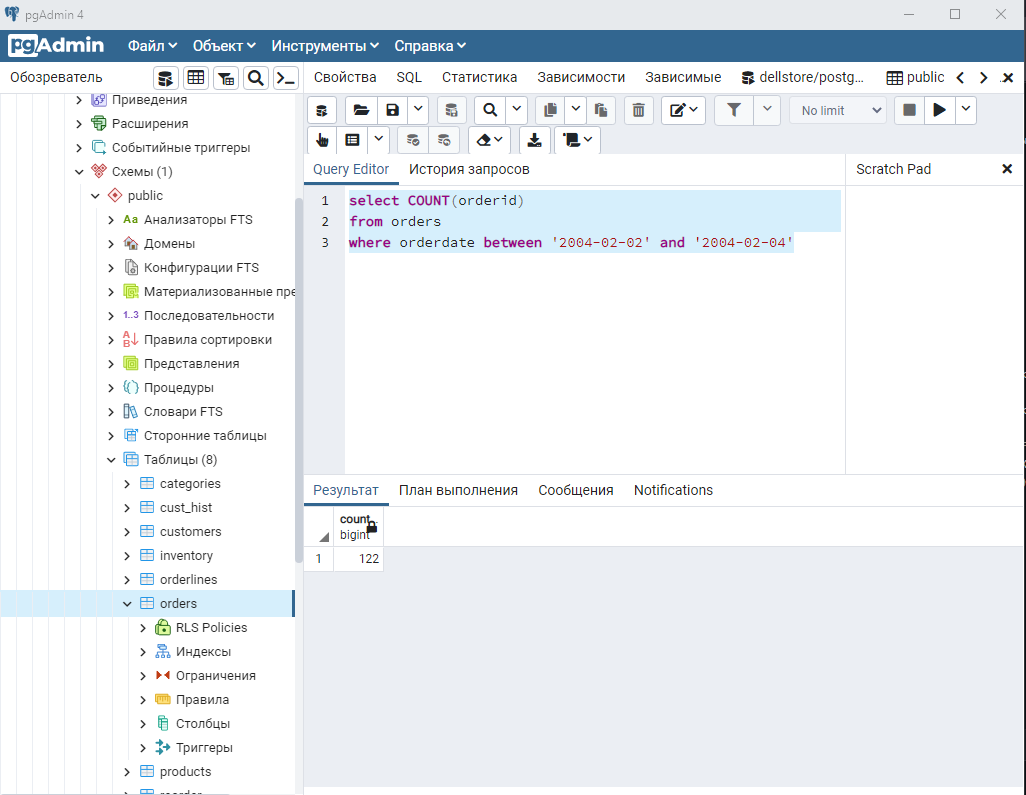 pgAdmin 4
pgAdmin
Файл Объект Инструменты Справка
Обозреватель
Свойства SQL Статистика Зависимости Зависимые dellstore/postg... public
No limit
Приведения
Расширения
Событийные триггеры
Схемы (1)
public
Aa Анализаторы FTS
Домены
Конфигурации FTS
Материализованные пре
1..3 Последовательности
Правила сортировки
Представления
Процедуры
Словари FTS
Сторонние таблицы
Таблицы (8)
categories
cust_hist
customers
inventory
orderlines
orders
RLS Policies
Индексы
Ограничения
Правила
Столбцы
Триггеры
products
Query Editor История запросов
Scratch Pad
1 select COUNT(orderid)
2 from orders
3 where orderdate between '2004-02-02' and '2004-02-04'
Результат План выполнения Сообщения Notifications
count
bigint
1 122